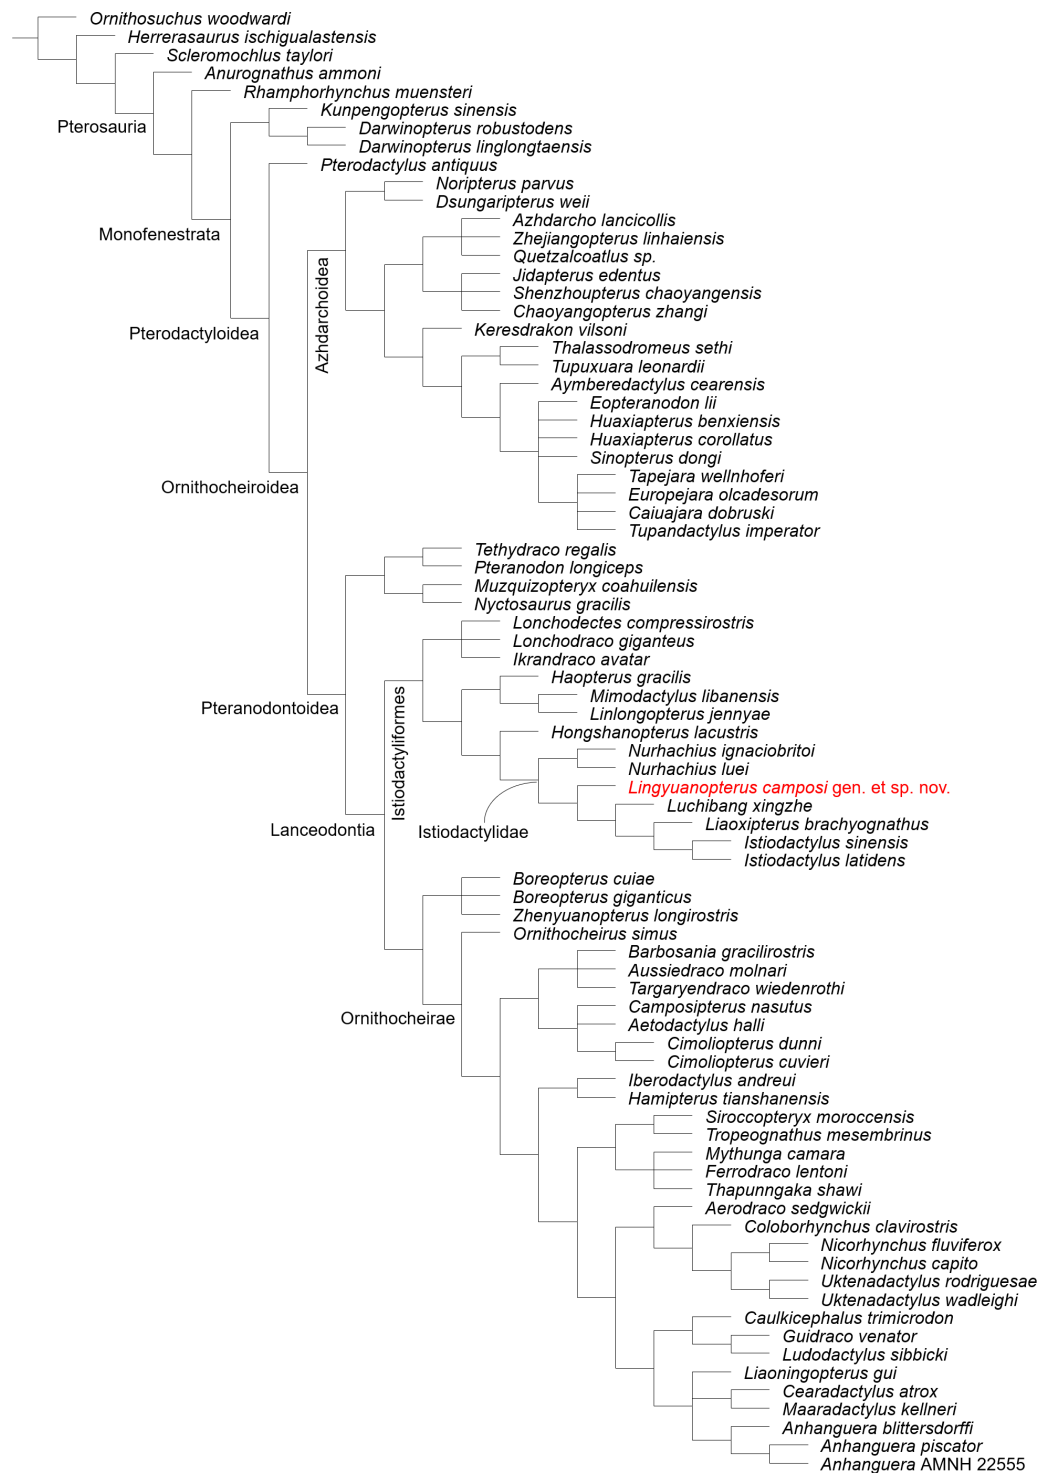 Ornithosuchus woodwardi
Herrerasaurus ischigualastensis
Scleromochlus taylori
Anurognathus ammoni
Rhamphorhynchus muensteri
Kunpengopterus sinensis
Pterosauria
Darwinopterus robustodens
Darwinopterus linglongtaensis
Pterodactylus antiquus
Noripterus parvus
Dsungaripterus weii
Azhdarcho lancicollis
Monofenestrata
Zhejiangopterus linhaiensis
Quetzalcoatlus sp.
Jidapterus edentus
Shenzhoupterus chaoyangensis
Chaoyangopterus zhangi
Azhdarchoidea
Pterodactyloidea
Keresdrakon vilsoni
Thalassodromeus sethi
Tupuxuara leonardii
Aymberedactylus cearensis
Eopteranodon lii
Huaxiapterus benxiensis
Huaxiapterus corollatus
Sinopterus dongi
Tapejara wellnhoferi
Ornithocheiroidea
Europejara olcadesorum
Caiuajara dobruski
Tupandactylus imperator
Tethydraco regalis
Pteranodon longiceps
Muzquizopteryx coahuilensis
Nyctosaurus gracilis
Lonchodectes compressirostris
Lonchodraco giganteus
Ikrandraco avatar
Haopterus gracilis
Mimodactylus libanensis
Pteranodontoidea
Linlongopterus jennyae
Hongshanopterus lacustris
Istiodactyliformes
Nurhachius ignaciobritoi
Nurhachius luei
Lingyuanopterus camposi gen. et sp. nov.
Luchibang xingzhe
Liaoxipterus brachyognathus
Lanceodontia
Istiodactylidae
Istiodactylus sinensis
Istiodactylus latidens
Boreopterus cuiae
Boreopterus giganticus
Zhenyuanopterus longirostris
Ornithocheirus simus
Barbosania gracilirostris
Aussiedraco molnari
Targaryendraco wiedenrothi
Camposipterus nasutus
Ornithocheirae
Aetodactylus halli
Cimoliopterus dunni
Cimoliopterus cuvieri
Iberodactylus andreui
Hamipterus tianshanensis
Siroccopteryx moroccensis
Tropeognathus mesembrinus
Mythunga camara
Ferrodraco lentoni
Thapunngaka shawi
Aerodraco sedgwickii
Coloborhynchus clavirostris
Nicorhynchus fluviferox
Nicorhynchus capito
Uktenadactylus rodriguesae
Uktenadactylus wadleighi
Caulkicephalus trimicrodon
Guidraco venator
Ludodactylus sibbicki
Liaoningopterus gui
Cearadactylus atrox
Maaradactylus kellneri
Anhanguera blittersdorffi
Anhanguera piscator
Anhanguera AMNH 22555